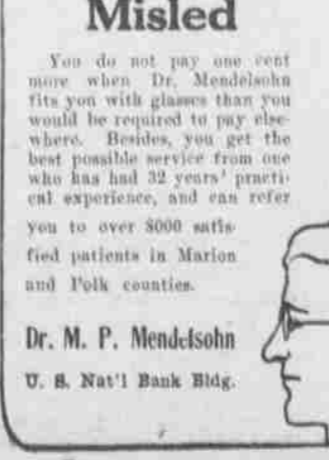 Misled
You do not pay one cent
more when Dr. Mendelsohn
fits you with glasses than you
would be required to pay else-
where. Besides, you get the
best possible service from one
who has had 32 years' practi-
cal experience, and can refer
you to over 8000 satis-
fied patients in Marion
and Polk counties.
Dr. M. P. Mendelsohn
U. S. Nat'l Bank Bldg.